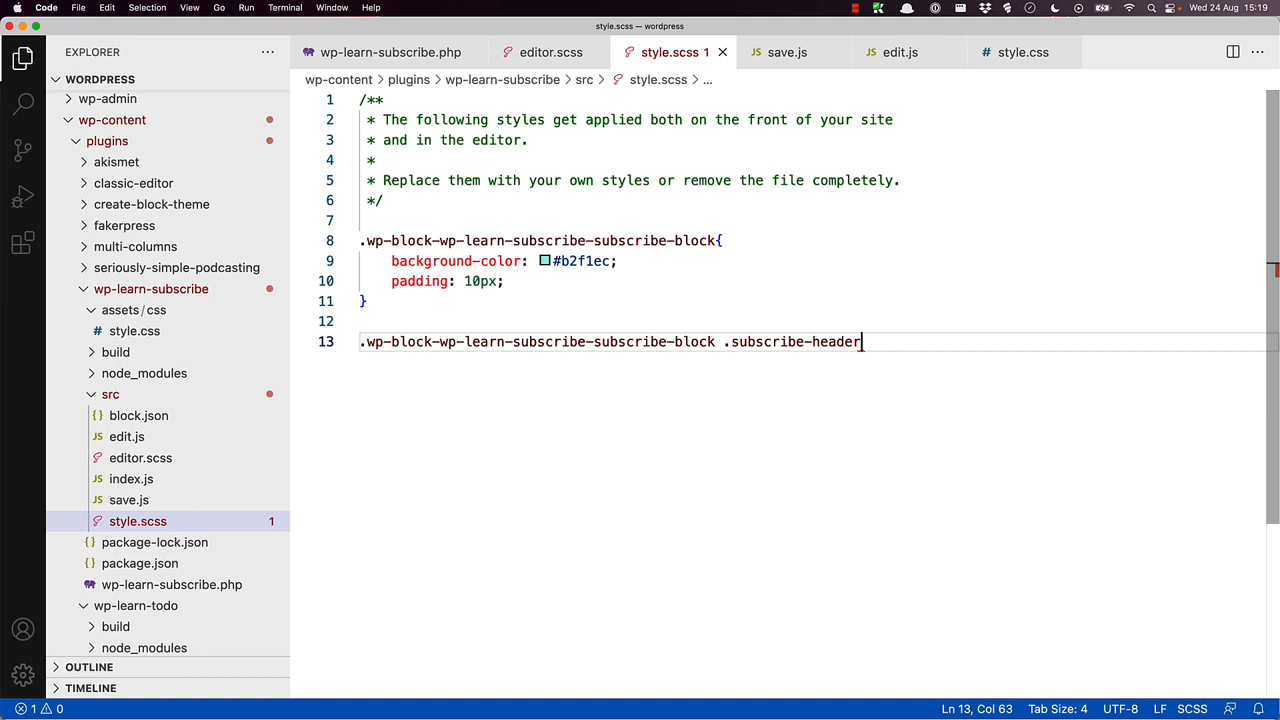 Code File Edit Selection View Go Run Terminal Window Help Wed 24 Aug 15:19
style.scss — wordpress
EXPLORER
WORDPRESS
wp-admin
wp-content
plugins
akismet
classic-editor
create-block-theme
fakerpress
multi-columns
seriously-simple-podcasting
wp-learn-subscribe
assets/css
# style.css
build
node_modules
src
{} block.json
JS edit.js
editor.scss
JS index.js
JS save.js
style.scss 1
{} package-lock.json
{} package.json
wp-learn-subscribe.php
wp-learn-todo
build
node_modules
OUTLINE
TIMELINE
wp-learn-subscribe.php editor.scss style.scss 1 JS save.js JS edit.js # style.css
wp-content > plugins > wp-learn-subscribe > src > style.scss > ...
1 /**
2 * The following styles get applied both on the front of your site
3 * and in the editor.
4 *
5 * Replace them with your own styles or remove the file completely.
6 */
7
8 .wp-block-wp-learn-subscribe-subscribe-block{
9 background-color: #b2f1ec;
10 padding: 10px;
11 }
12
13 .wp-block-wp-learn-subscribe-subscribe-block .subscribe-header
1 0 Ln 13, Col 63 Tab Size: 4 UTF-8 LF SCSS